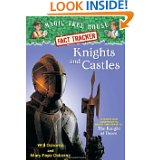 MAGIC TREE HOUSE
FACT TRACKER
Knights and
Castles
The Knight at Dawn
Will Osborne
and Mary Pope Osborne